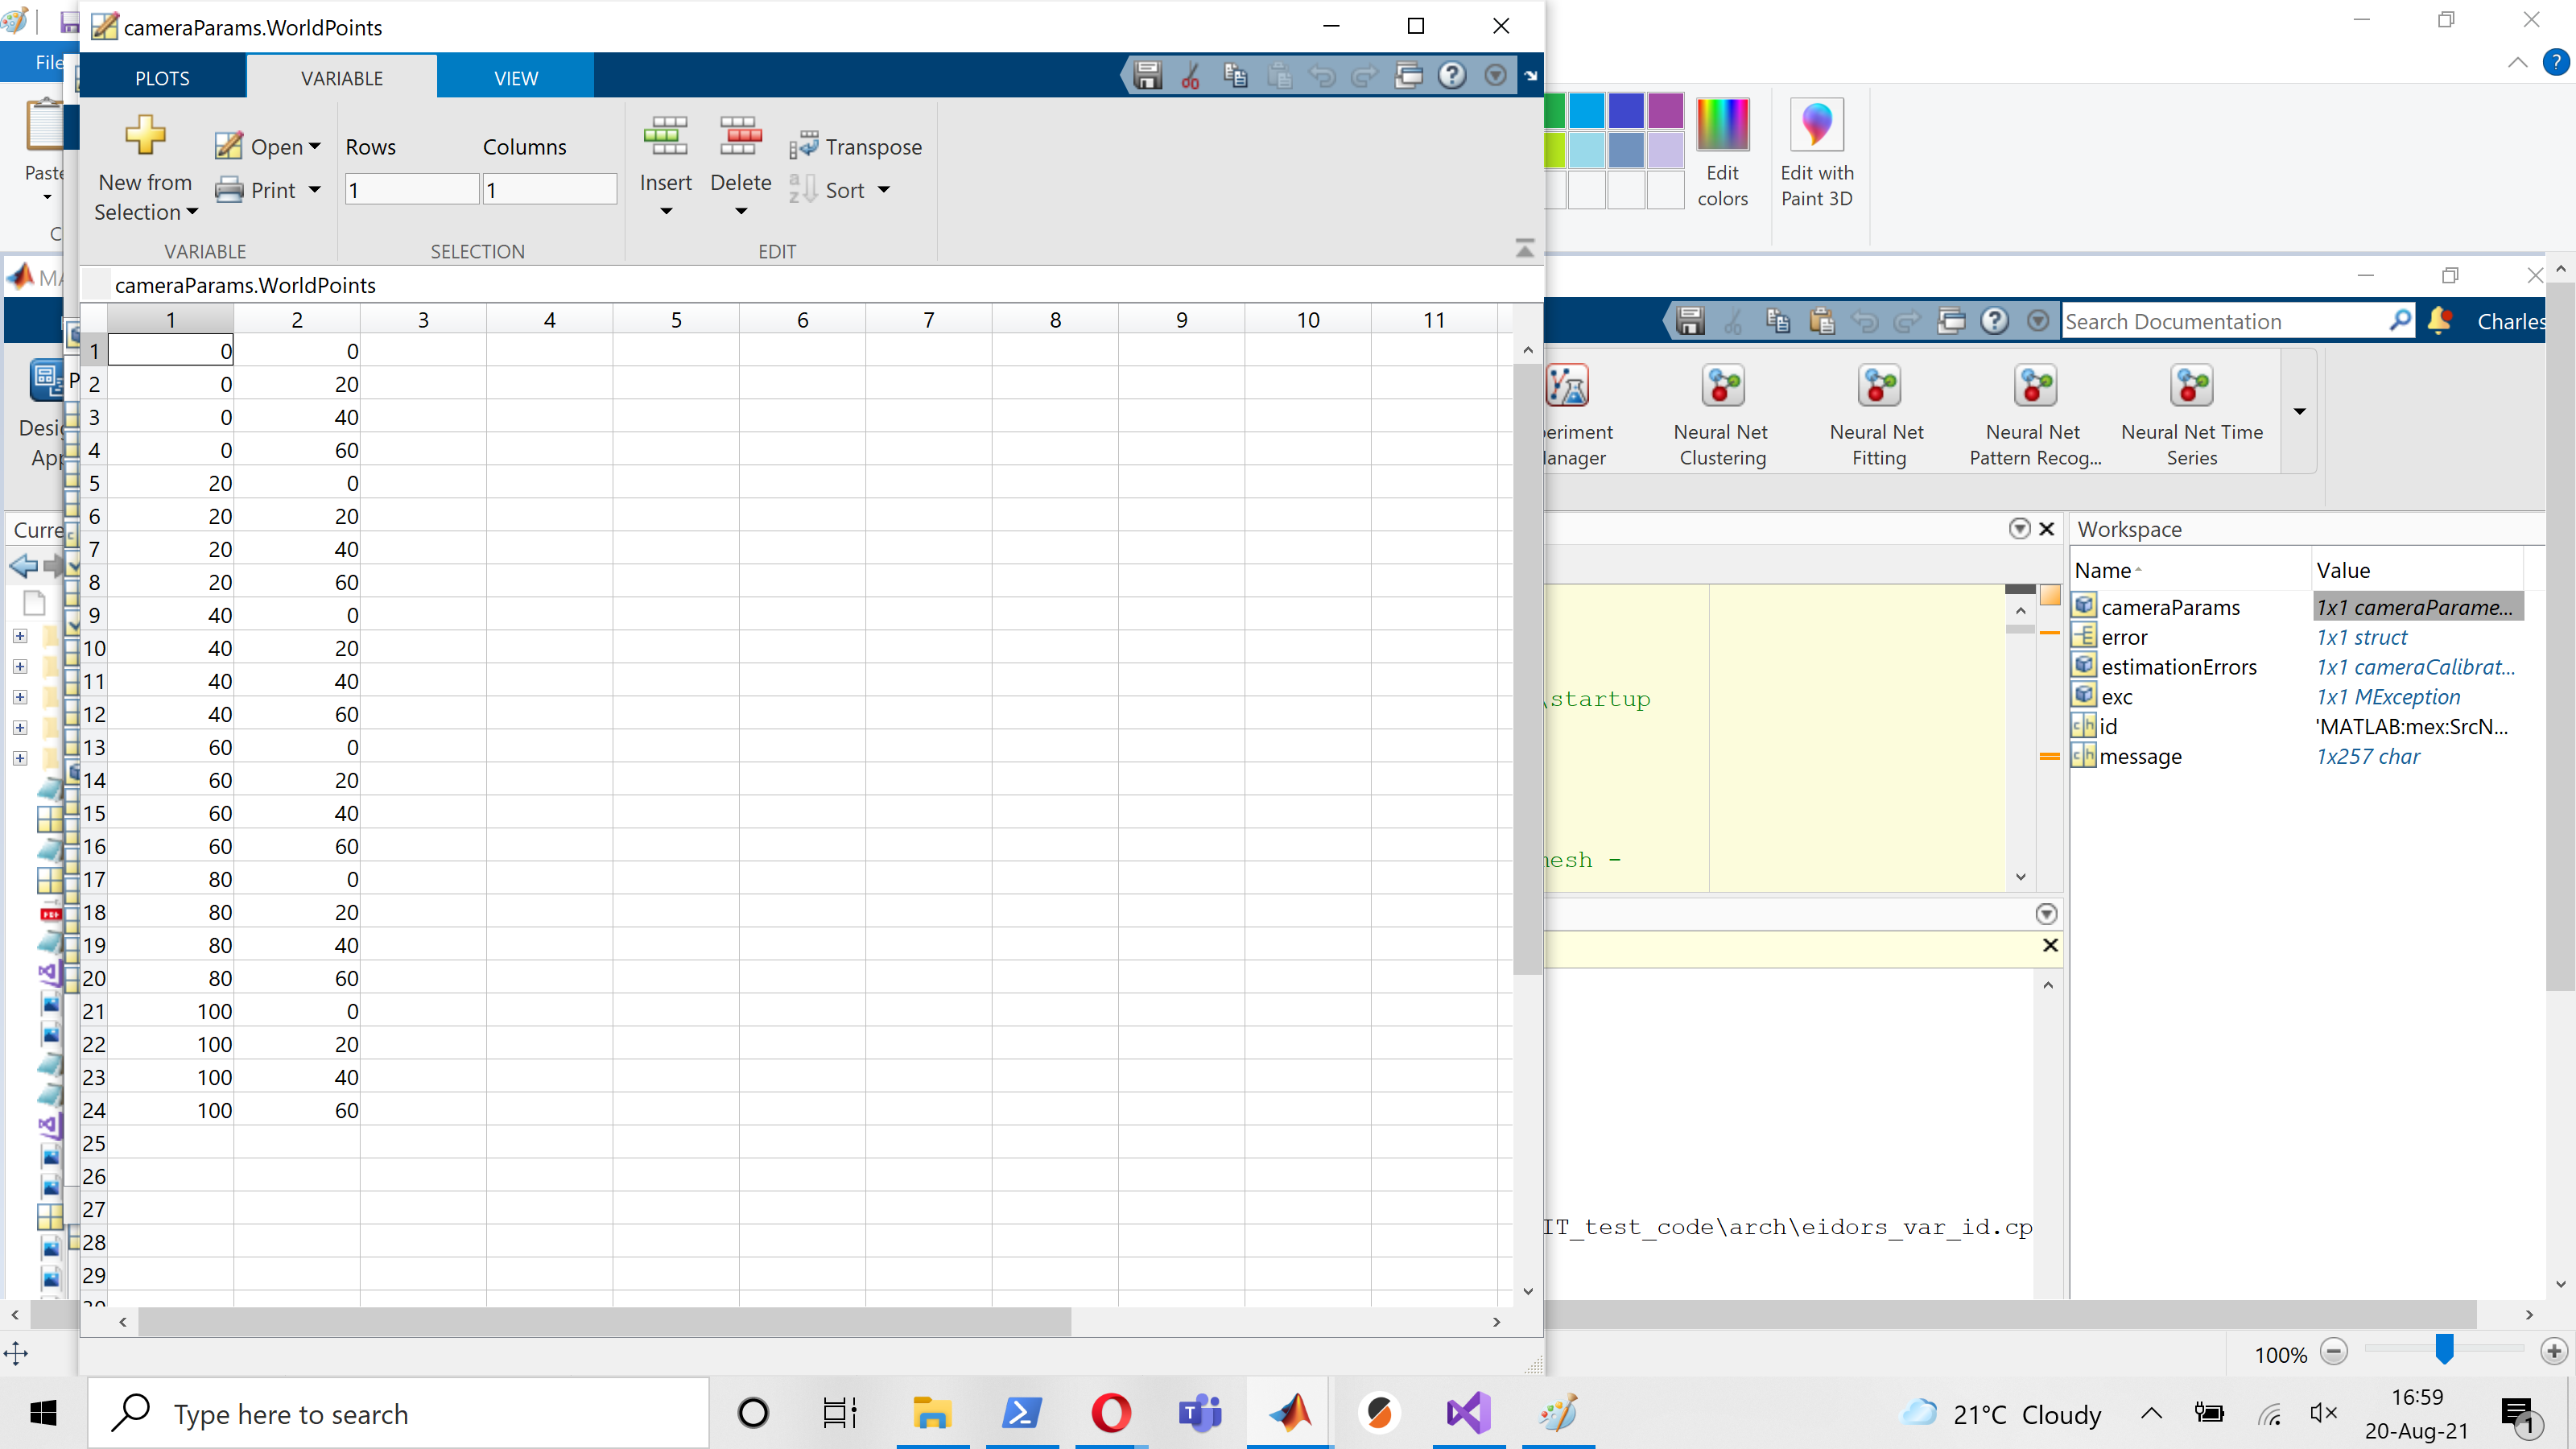 cameraParams.WorldPoints
File
PLOTS VARIABLE VIEW
Paste
New from Selection
Open
Print
Rows Columns
1 1
Insert Delete
Transpose
Sort
VARIABLE SELECTION EDIT
Edit colors
Edit with Paint 3D
cameraParams.WorldPoints
1 2 3 4 5 6 7 8 9 10 11
1 0 0
2 0 20
3 0 40
4 0 60
5 20 0
6 20 20
7 20 40
8 20 60
9 40 0
10 40 20
11 40 40
12 40 60
13 60 0
14 60 20
15 60 40
16 60 60
17 80 0
18 80 20
19 80 40
20 80 60
21 100 0
22 100 20
23 100 40
24 100 60
25
26
27
28
29
Search Documentation
Charles
Neural Net Clustering
Neural Net Fitting
Neural Net Pattern Recog...
Neural Net Time Series
\startup
mesh -
IT_test_code\arch\eidors_var_id.cp
Workspace
Name Value
cameraParams 1x1 cameraParame...
error 1x1 struct
estimationErrors 1x1 cameraCalibrat...
exc 1x1 MException
id 'MATLAB:mex:SrcN...
message 1x257 char
100%
Type here to search
21°C Cloudy
16:59
20-Aug-21
1